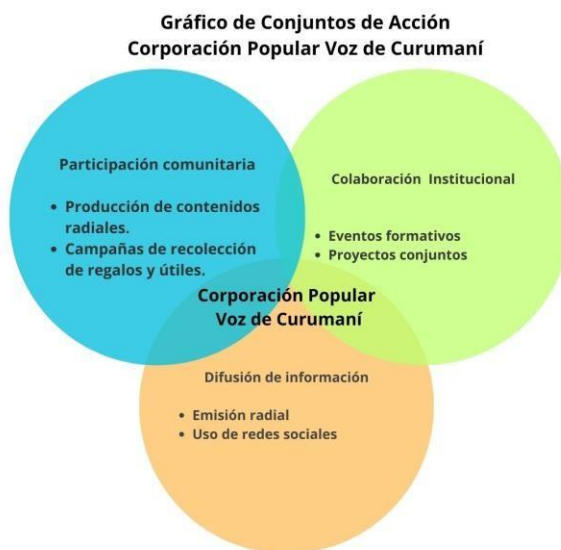 Gráfico de Conjuntos de Acción
Corporación Popular Voz de Curumaní
Participación comunitaria
• Producción de contenidos
radiales.
• Campañas de recolección
de regalos y útiles.
Colaboración Institucional
• Eventos formativos
• Proyectos conjuntos
Corporación Popular
Voz de Curumaní
Difusión de información
• Emisión radial
• Uso de redes sociales